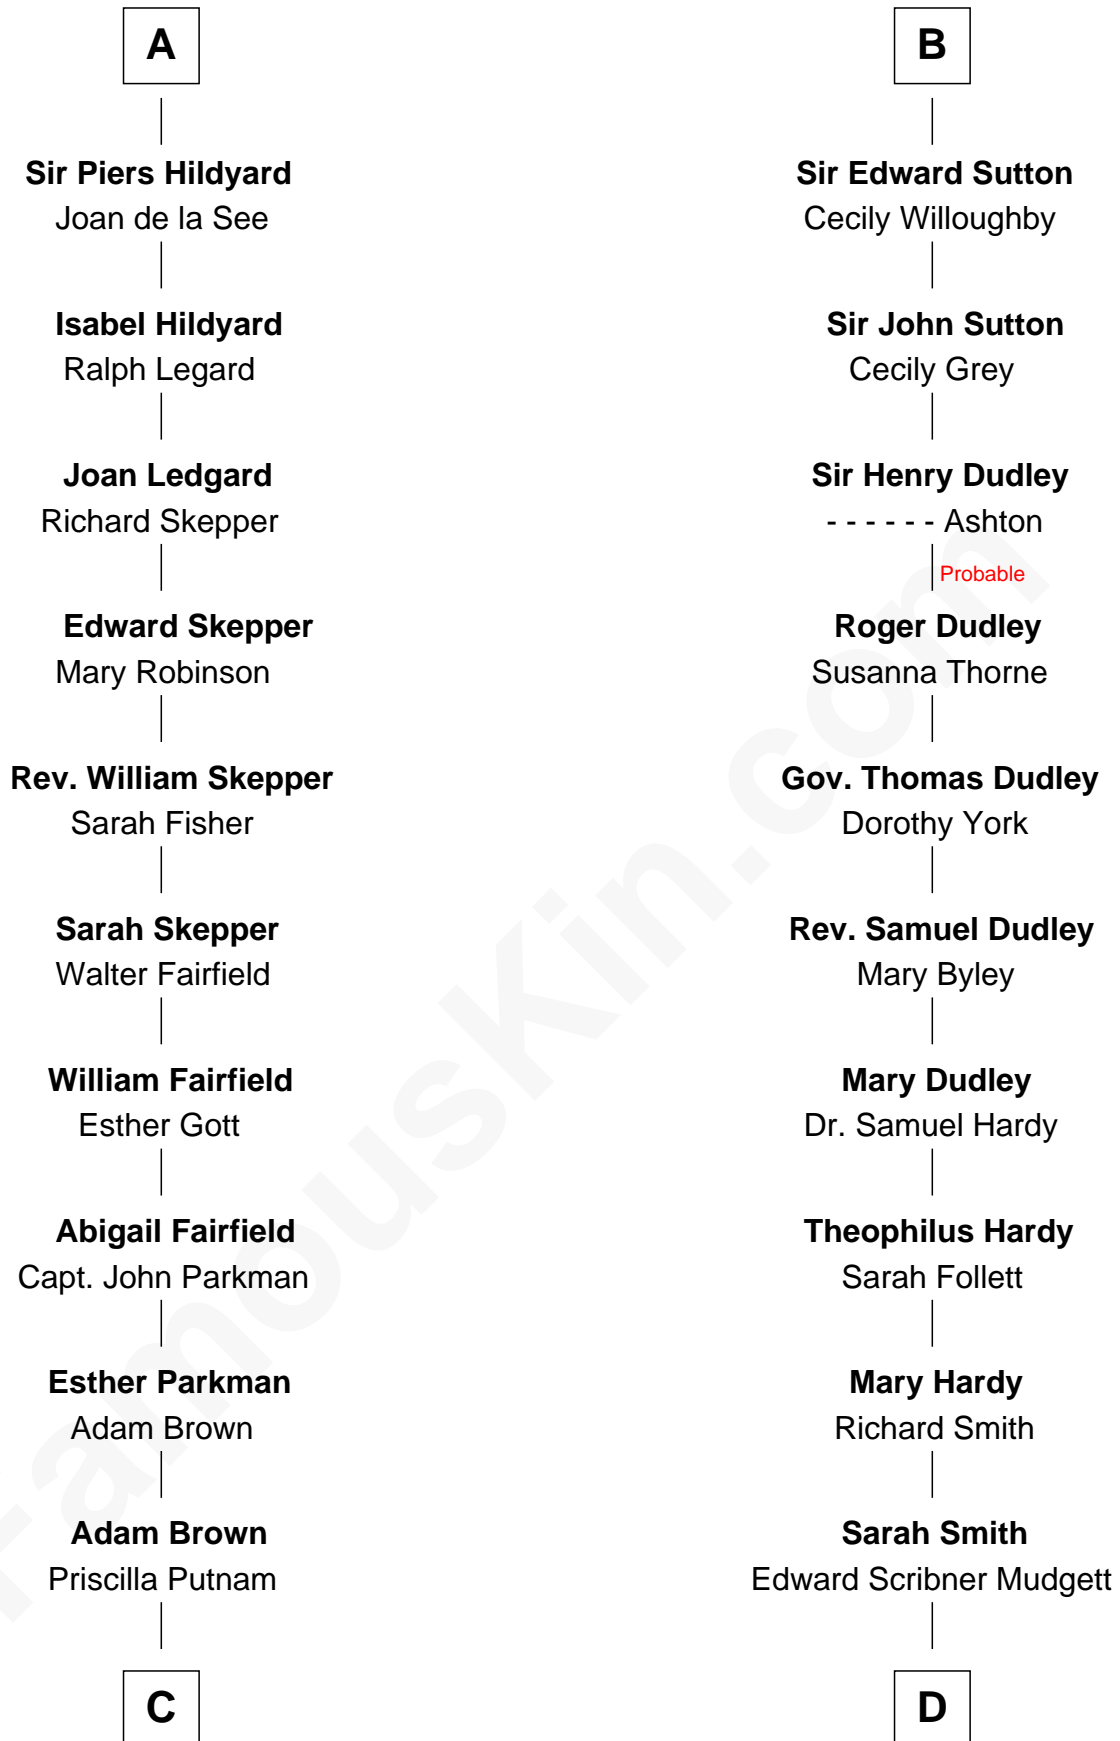 A
Sir Piers Hildyard
Joan de la See
Isabel Hildyard
Ralph Legard
Joan Ledgard
Richard Skepper
Edward Skepper
Mary Robinson
Rev. William Skepper
Sarah Fisher
Sarah Skepper
Walter Fairfield
William Fairfield
Esther Gott
Abigail Fairfield
Capt. John Parkman
Esther Parkman
Adam Brown
Adam Brown
Priscilla Putnam
C
B
Sir Edward Sutton
Cecily Willoughby
Sir John Sutton
Cecily Grey
Sir Henry Dudley
- - - - - - Ashton
Probable
Roger Dudley
Susanna Thorne
Gov. Thomas Dudley
Dorothy York
Rev. Samuel Dudley
Mary Byley
Mary Dudley
Dr. Samuel Hardy
Theophilus Hardy
Sarah Follett
Mary Hardy
Richard Smith
Sarah Smith
Edward Scribner Mudgett
D
FamousKin.com